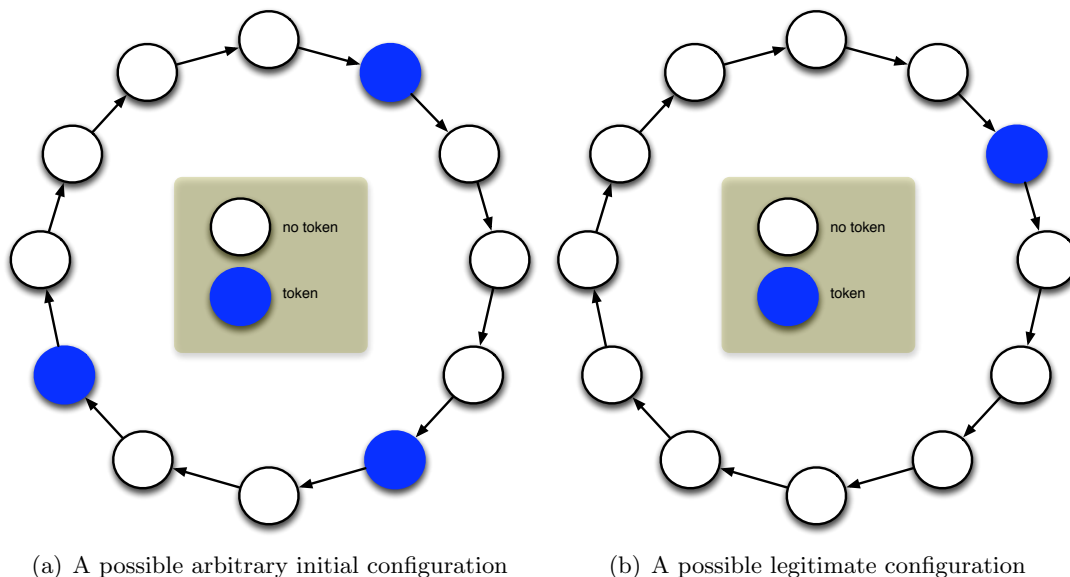 no token
token
no token
token
(a) A possible arbitrary initial configuration
(b) A possible legitimate configuration